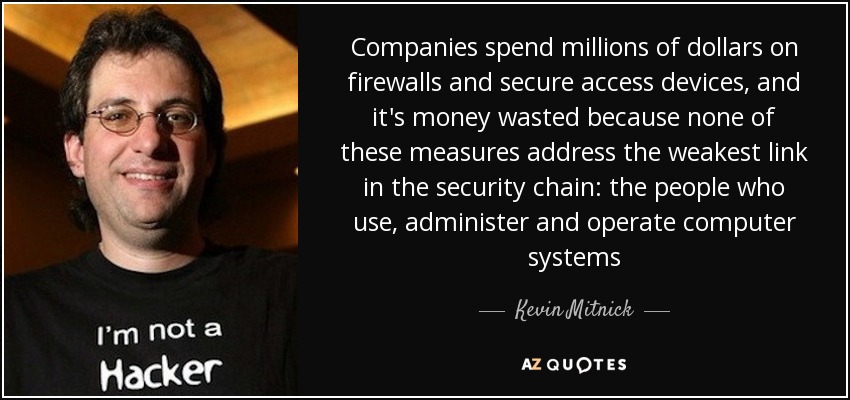 Companies spend millions of dollars on
firewalls and secure access devices, and
it's money wasted because none of
these measures address the weakest link
in the security chain: the people who
use, administer and operate computer
systems
Kevin Mitnick
AZ QUOTES
I'm not a
Hacker